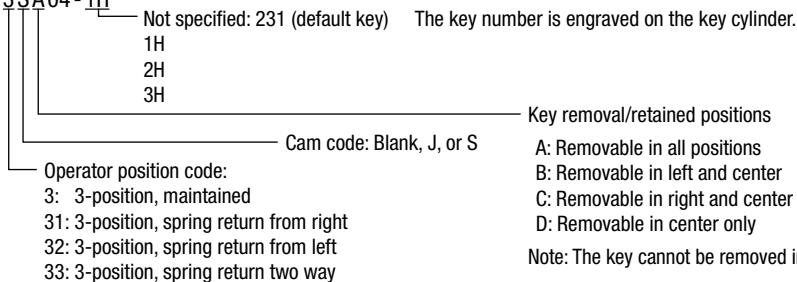 3SA04-1H
Not specified: 231 (default key) The key number is engraved on the key cylinder.
1H
2H
3H
Key removal/retained positions
Cam code: Blank, J, or S
A: Removable in all positions
Operator position code:
B: Removable in left and center
3: 3-position, maintained
C: Removable in right and center
31: 3-position, spring return from right
D: Removable in center only
32: 3-position, spring return from left
Note: The key cannot be removed i
33: 3-position, spring return two way